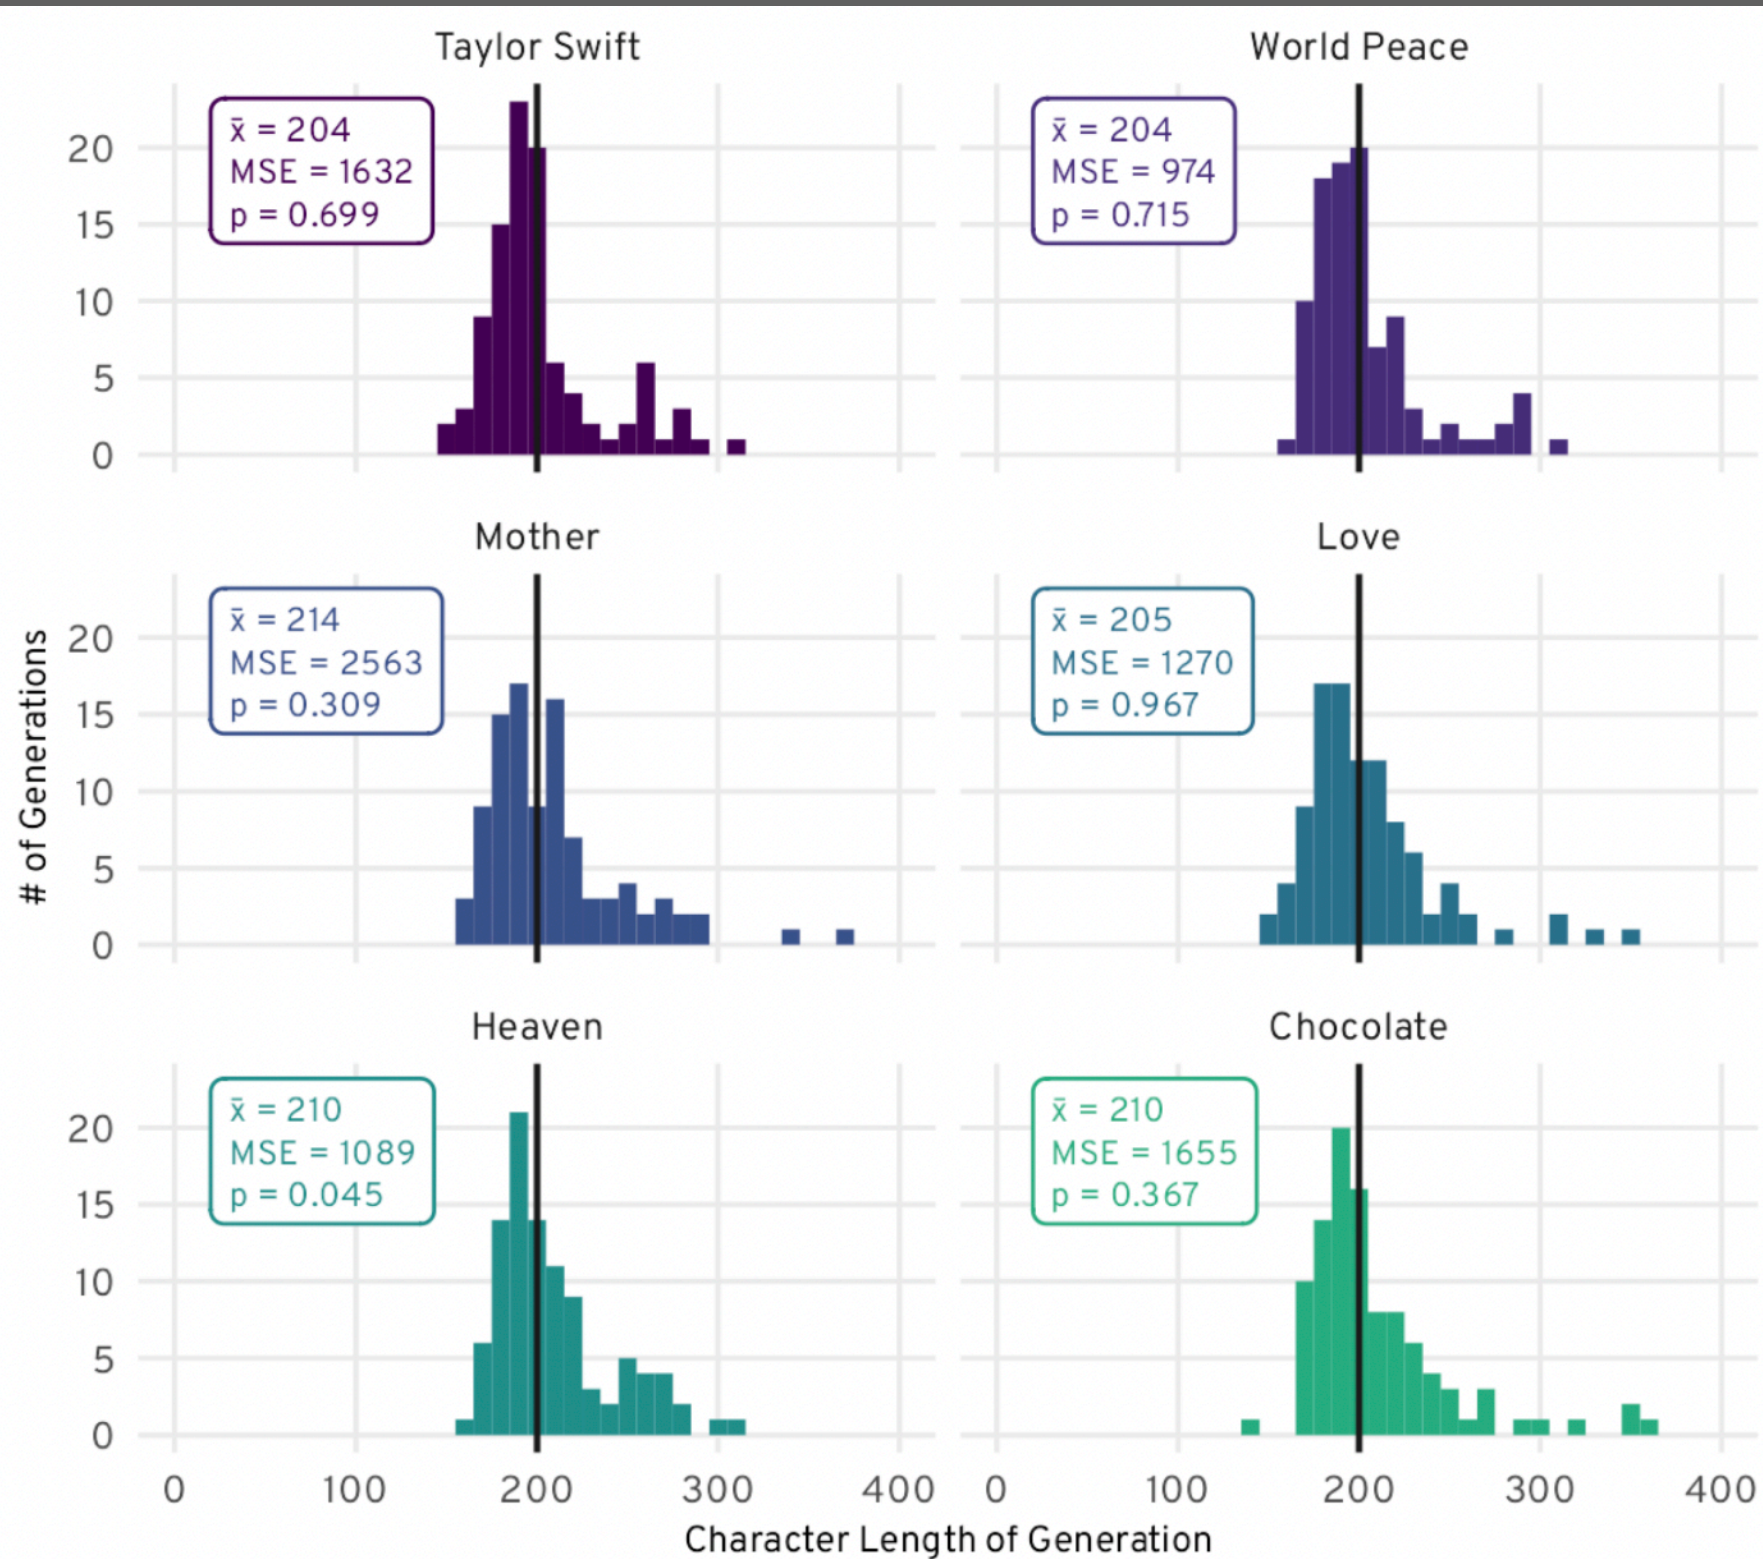 Taylor Swift
x̄ = 204
MSE = 1632
p = 0.699
World Peace
x̄ = 204
MSE = 974
p = 0.715
20
15
10
5
0
Mother
x̄ = 214
MSE = 2563
p = 0.309
Love
x̄ = 205
MSE = 1270
p = 0.967
20
15
10
5
0
# of Generations
Heaven
x̄ = 210
MSE = 1089
p = 0.045
Chocolate
x̄ = 210
MSE = 1655
p = 0.367
20
15
10
5
0
0 100 200 300 400 0 100 200 300 400
Character Length of Generation